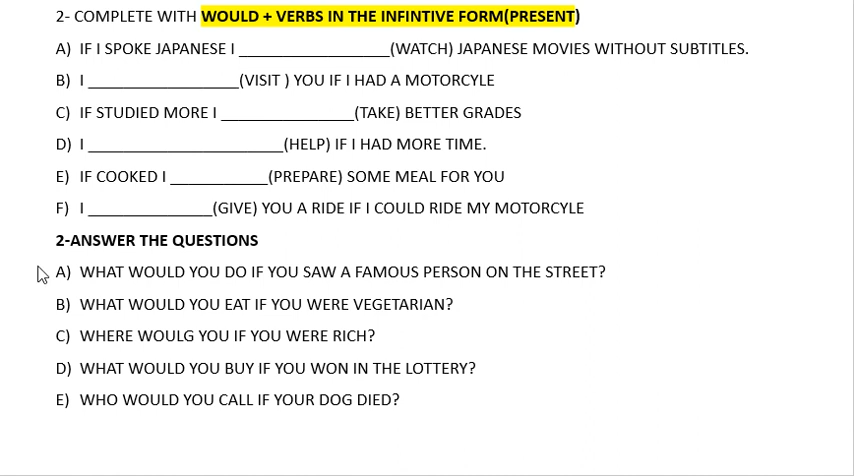 2- COMPLETE WITH WOULD + VERBS IN THE INFINTIVE FORM(PRESENT)
A) IF I SPOKE JAPANESE I _________________(WATCH) JAPANESE MOVIES WITHOUT SUBTITLES.
B) I _________________(VISIT ) YOU IF I HAD A MOTORCYLE
C) IF STUDIED MORE I _______________(TAKE) BETTER GRADES
D) I ______________________(HELP) IF I HAD MORE TIME.
E) IF COOKED I ___________(PREPARE) SOME MEAL FOR YOU
F) I ______________(GIVE) YOU A RIDE IF I COULD RIDE MY MOTORCYLE
2-ANSWER THE QUESTIONS
A) WHAT WOULD YOU DO IF YOU SAW A FAMOUS PERSON ON THE STREET?
B) WHAT WOULD YOU EAT IF YOU WERE VEGETARIAN?
C) WHERE WOULG YOU IF YOU WERE RICH?
D) WHAT WOULD YOU BUY IF YOU WON IN THE LOTTERY?
E) WHO WOULD YOU CALL IF YOUR DOG DIED?